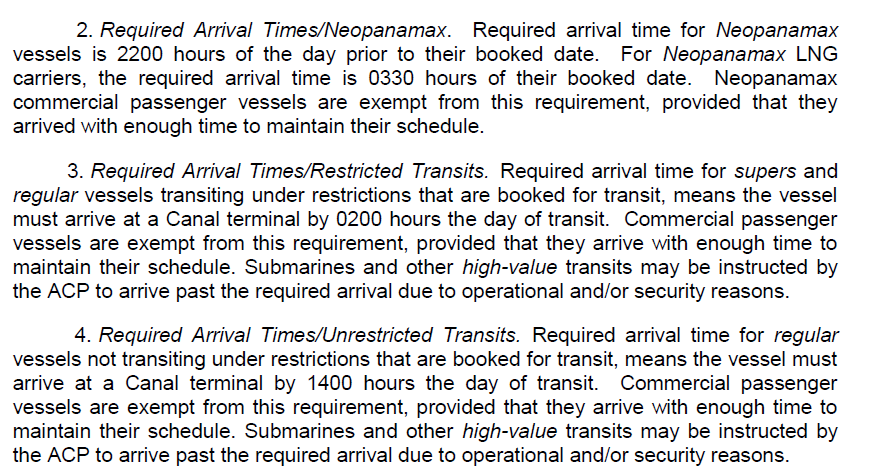 2. Required Arrival Times/Neopanamax. Required arrival time for Neopanamax
vessels is 2200 hours of the day prior to their booked date. For Neopanamax LNG
carriers, the required arrival time is 0330 hours of their booked date. Neopanamax
commercial passenger vessels are exempt from this requirement, provided that they
arrived with enough time to maintain their schedule.
3. Required Arrival Times/Restricted Transits. Required arrival time for supers and
regular vessels transiting under restrictions that are booked for transit, means the vessel
must arrive at a Canal terminal by 0200 hours the day of transit. Commercial passenger
vessels are exempt from this requirement, provided that they arrive with enough time to
maintain their schedule. Submarines and other high-value transits may be instructed by
the ACP to arrive past the required arrival due to operational and/or security reasons.
4. Required Arrival Times/Unrestricted Transits. Required arrival time for regular
vessels not transiting under restrictions that are booked for transit, means the vessel must
arrive at a Canal terminal by 1400 hours the day of transit. Commercial passenger
vessels are exempt from this requirement, provided that they arrive with enough time to
maintain their schedule. Submarines and other high-value transits may be instructed by
the ACP to arrive past the required arrival due to operational and/or security reasons.